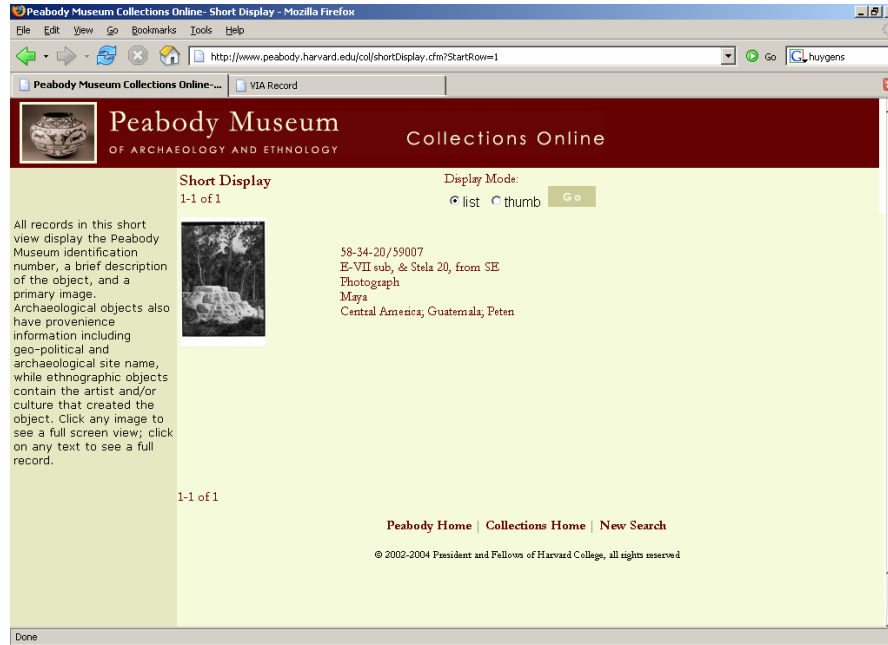 Peabody Museum Collections Online- Short Display - Mozilla Firefox
File Edit View Go Bookmarks Tools Help
http://www.peabody.harvard.edu/col/shortDisplay.cfm?StartRow=1
Go
G
huygens
Peabody Museum Collections Online-...
VIA Record
Peabody Museum
OF ARCHAEOLOGY AND ETHNOLOGY
Collections Online
Short Display
1-1 of 1
Display Mode:
list thumb Go
All records in this short
view display the Peabody
Museum identification
number, a brief description
of the object, and a
primary image.
Archaeological objects also
have provenience
information including
geo-political and
archaeological site name,
while ethnographic objects
contain the artist and/or
culture that created the
object. Click any image to
see a full screen view; click
on any text to see a full
record.
58-34-20/59007
E-VII sub, & Stela 20, from SE
Photograph
Maya
Central America; Guatemala; Peten
1-1 of 1
Peabody Home | Collections Home | New Search
© 2002-2004 President and Fellows of Harvard College, all rights reserved
Done